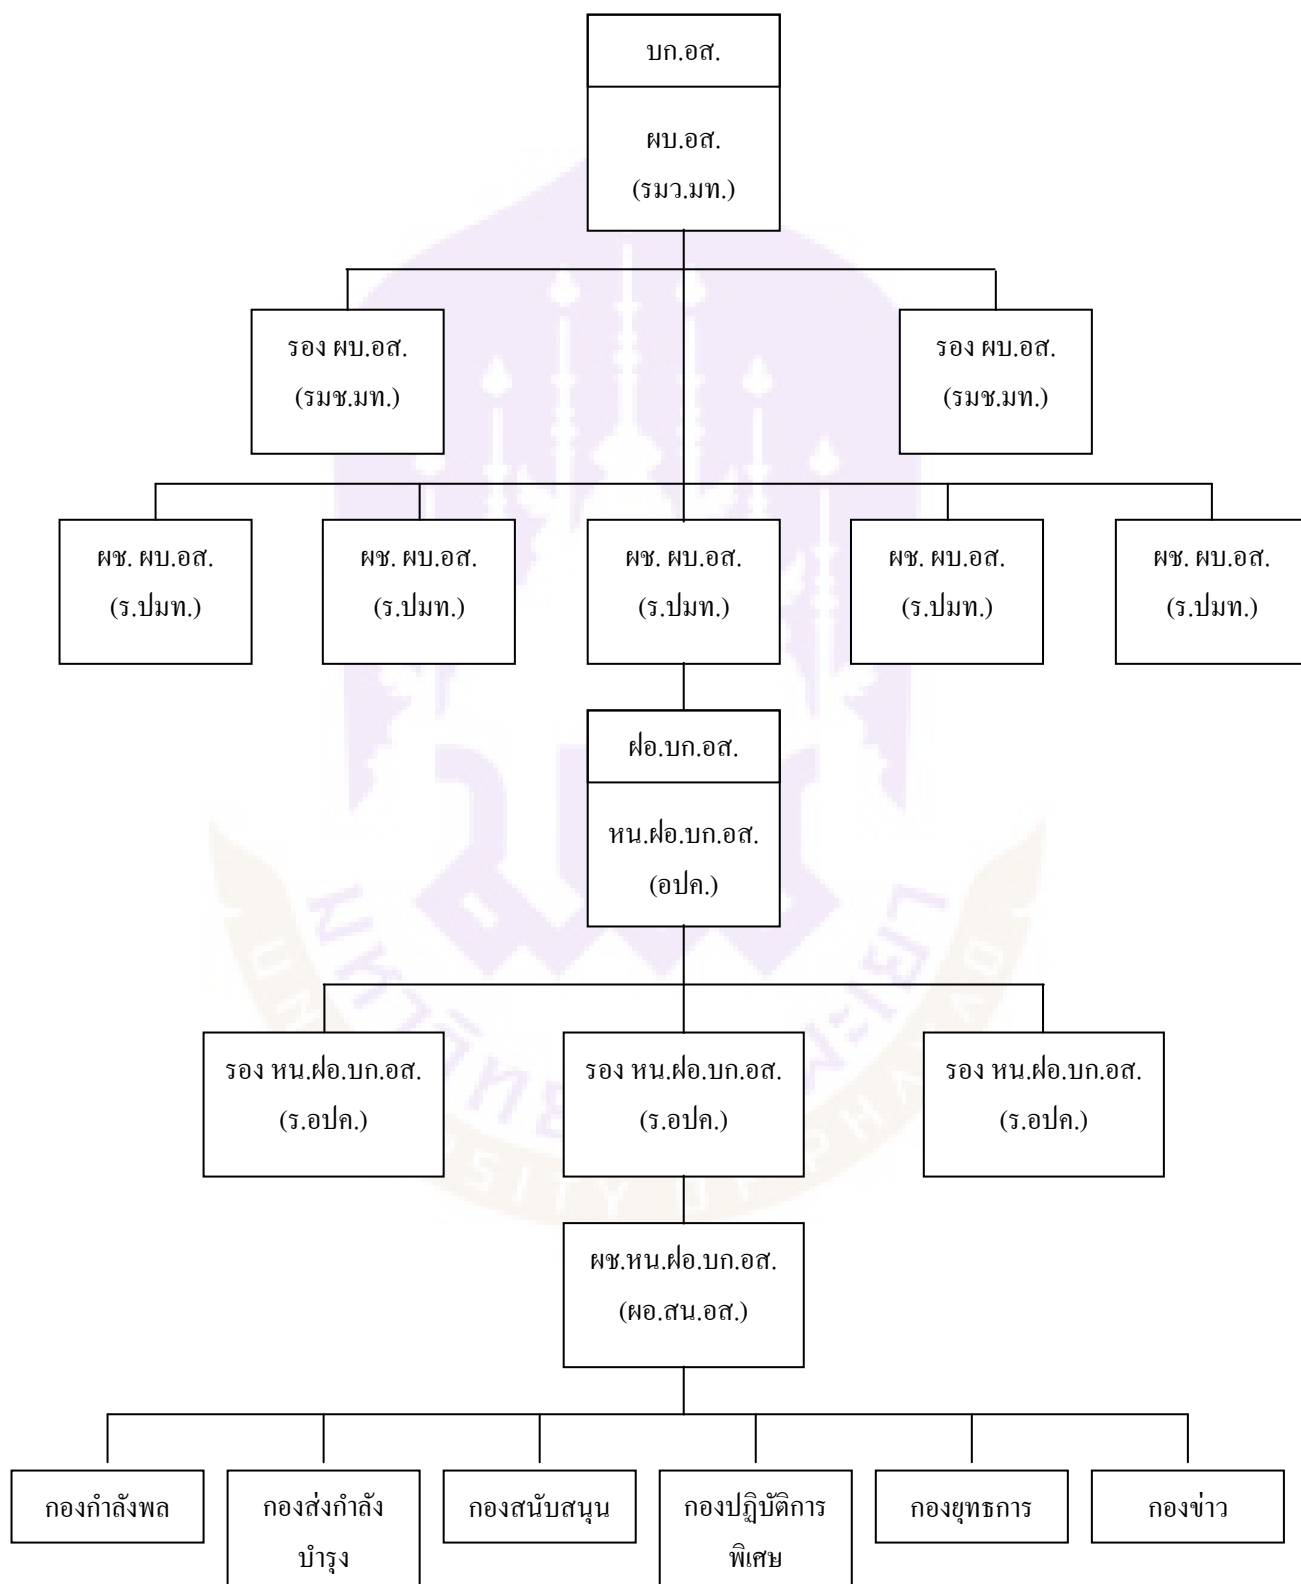 บก.อส.
ผบ.อส.
(รมว.มท.)
รอง ผบ.อส.
(รมช.มท.)
รอง ผบ.อส.
(รมช.มท.)
ผช. ผบ.อส.
(ร.ปมท.)
ผช. ผบ.อส.
(ร.ปมท.)
ผช. ผบ.อส.
(ร.ปมท.)
ผช. ผบ.อส.
(ร.ปมท.)
ผช. ผบ.อส.
(ร.ปมท.)
ฝอ.บก.อส.
หน.ฝอ.บก.อส.
(อปค.)
รอง หน.ฝอ.บก.อส.
(ร.อปค.)
รอง หน.ฝอ.บก.อส.
(ร.อปค.)
รอง หน.ฝอ.บก.อส.
(ร.อปค.)
ผช.หน.ฝอ.บก.อส.
(ผอ.สน.อส.)
กองกำลังพล
กองส่งกำลัง
บำรุง
กองสนับสนุน
กองปฏิบัติการ
พิเศษ
กองยุทธการ
กองข่าว